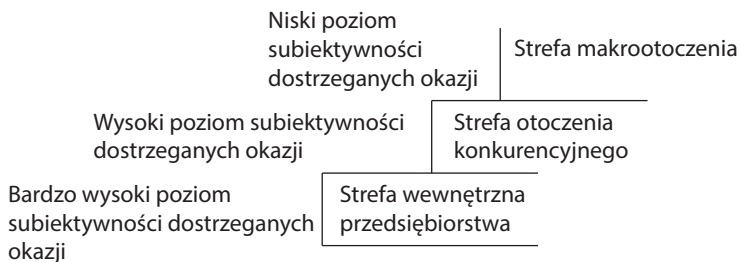 Niski poziom
subiektywności
dostrzeganych okazji
Strefa makrootoczenia
Wysoki poziom subiektywności
dostrzeganych okazji
Strefa otoczenia
konkurencyjnego
Bardzo wysoki poziom
subiektywności dostrzeganych
okazji
Strefa wewnętrzna
przedsiębiorstwa